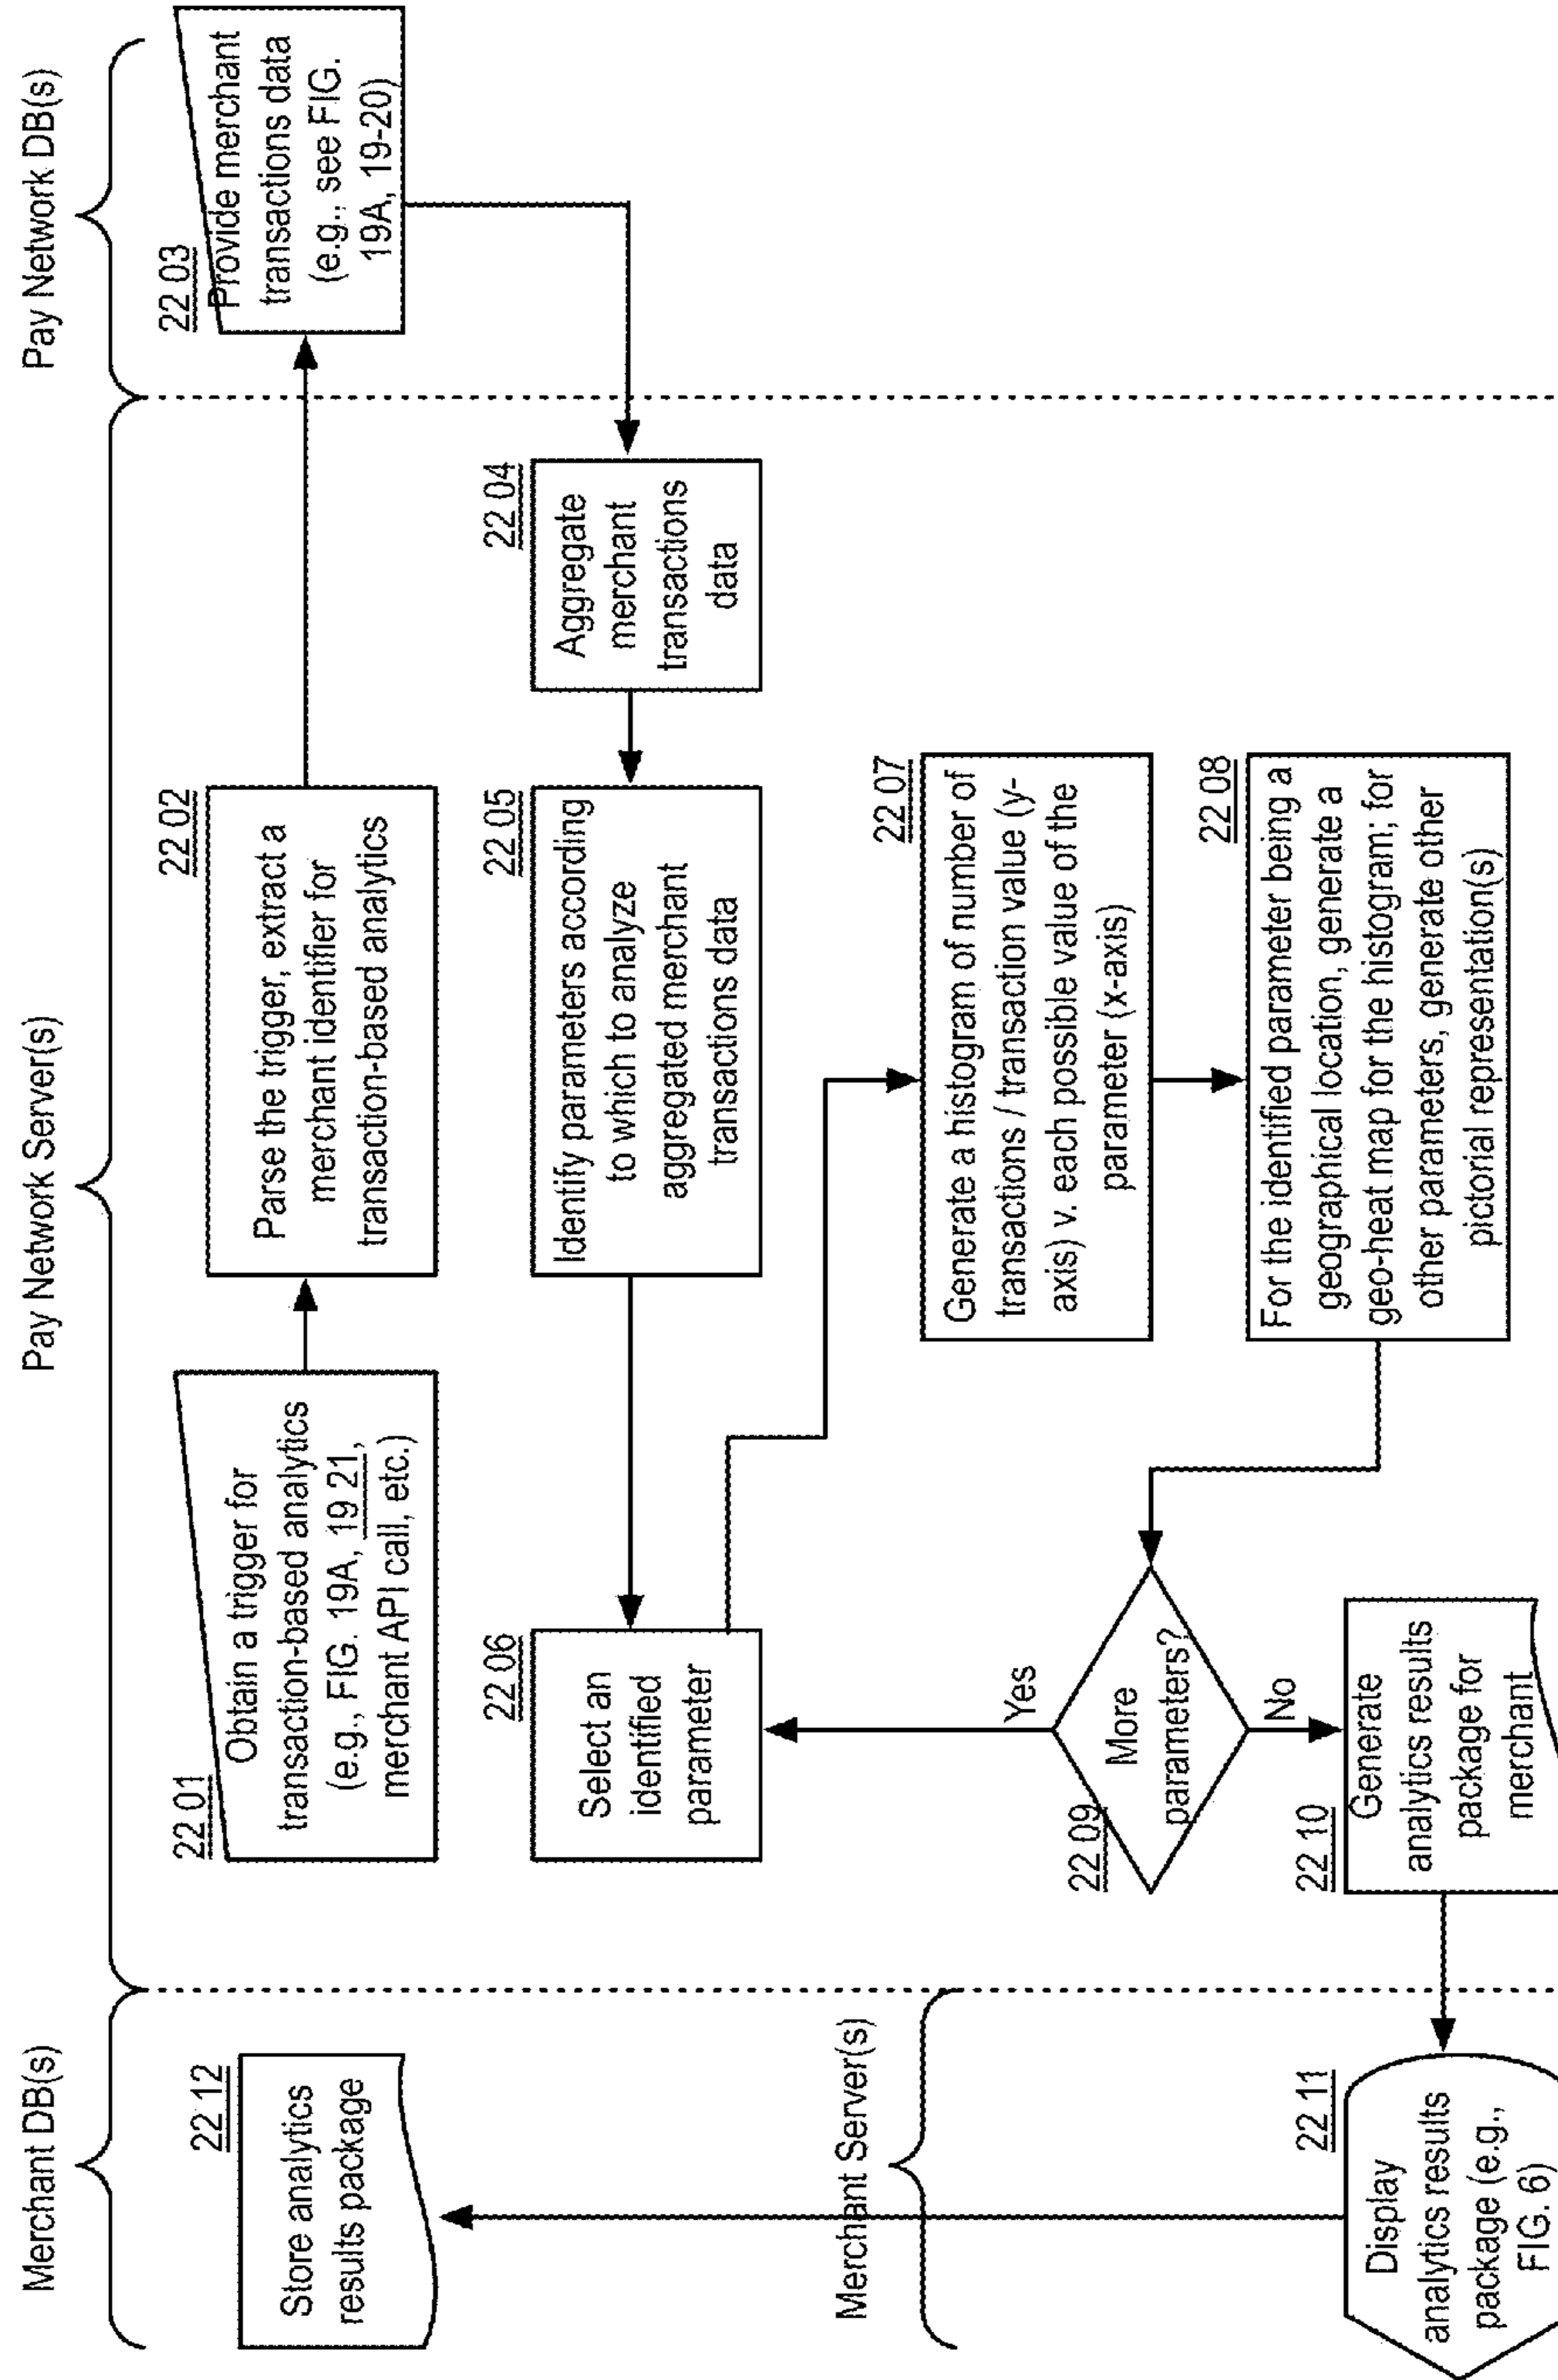 Merchant DB(s)
Pay Network Server(s)
Pay Network DB(s)
22 01
Obtain a trigger for
transaction-based analytics
(e.g., FIG. 19A, 19 21,
merchant API call, etc.)
22 02
Parse the trigger, extract a
merchant identifier for
transaction-based analytics
22 03
Provide merchant
transactions data
(e.g., see FIG.
19A, 19-20)
22 04
Aggregate
merchant
transactions
data
22 05
Identify parameters according
to which to analyze
aggregated merchant
transactions data
22 06
Select an
identified
parameter
22 07
Generate a histogram of number of
transactions / transaction value (y-
axis) v. each possible value of the
parameter (x-axis)
22 08
For the identified parameter being a
geographical location, generate a
geo-heat map for the histogram; for
other parameters, generate other
pictorial representation(s)
22 09
More
parameters?
Yes
No
22 10
Generate
analytics results
package for
merchant
Merchant Server(s)
22 11
Display
analytics results
package (e.g.,
FIG. 6)
22 12
Store analytics
results package